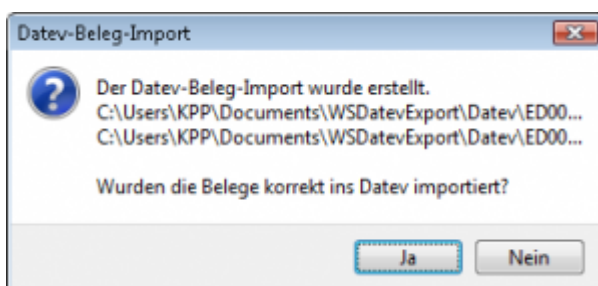 Datev-Beleg-Import
Der Datev-Beleg-Import wurde erstellt.
C:\Users\KPP\Documents\WSDatevExport\Datev\ED00...
C:\Users\KPP\Documents\WSDatevExport\Datev\ED00...
Wurden die Belege korrekt ins Datev importiert?
Ja Nein